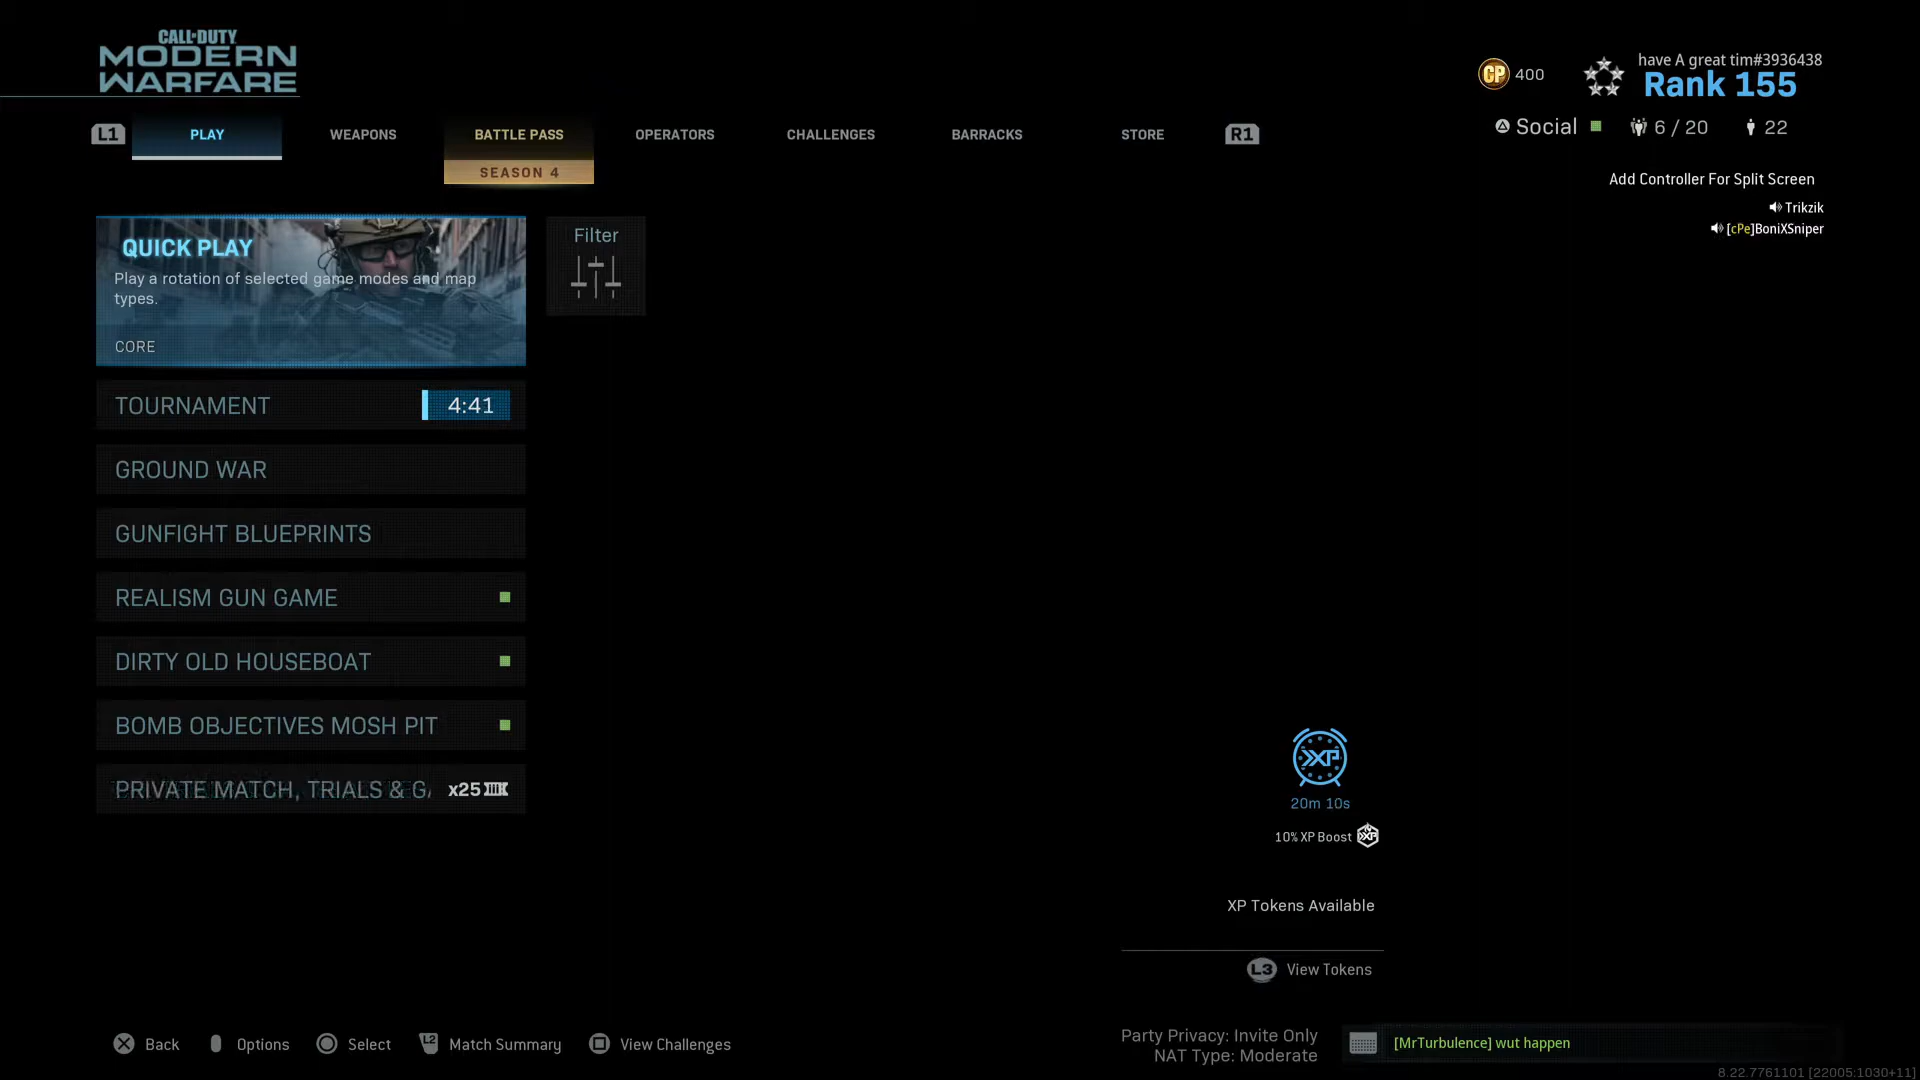 CALL OF DUTY
MODERN
WARFARE
GP 400
have A great tim#3936438
Rank 155
L1
PLAY
WEAPONS
BATTLE PASS
OPERATORS
CHALLENGES
BARRACKS
STORE
R1
SEASON 4
Social
6 / 20
22
Add Controller For Split Screen
Trikzik
[cPe]BoniXSniper
QUICK PLAY
Play a rotation of selected game modes and map
types.
CORE
Filter
TOURNAMENT
4:41
GROUND WAR
GUNFIGHT BLUEPRINTS
REALISM GUN GAME
DIRTY OLD HOUSEBOAT
BOMB OBJECTIVES MOSH PIT
PRIVATE MATCH, TRIALS & G
x25
XP
20m 10s
10% XP Boost
XP
XP Tokens Available
L3 View Tokens
Back
Options
Select
L2 Match Summary
View Challenges
Party Privacy: Invite Only
NAT Type: Moderate
[MrTurbulence] wut happen
8.22.7761101 [22005:1030+11]